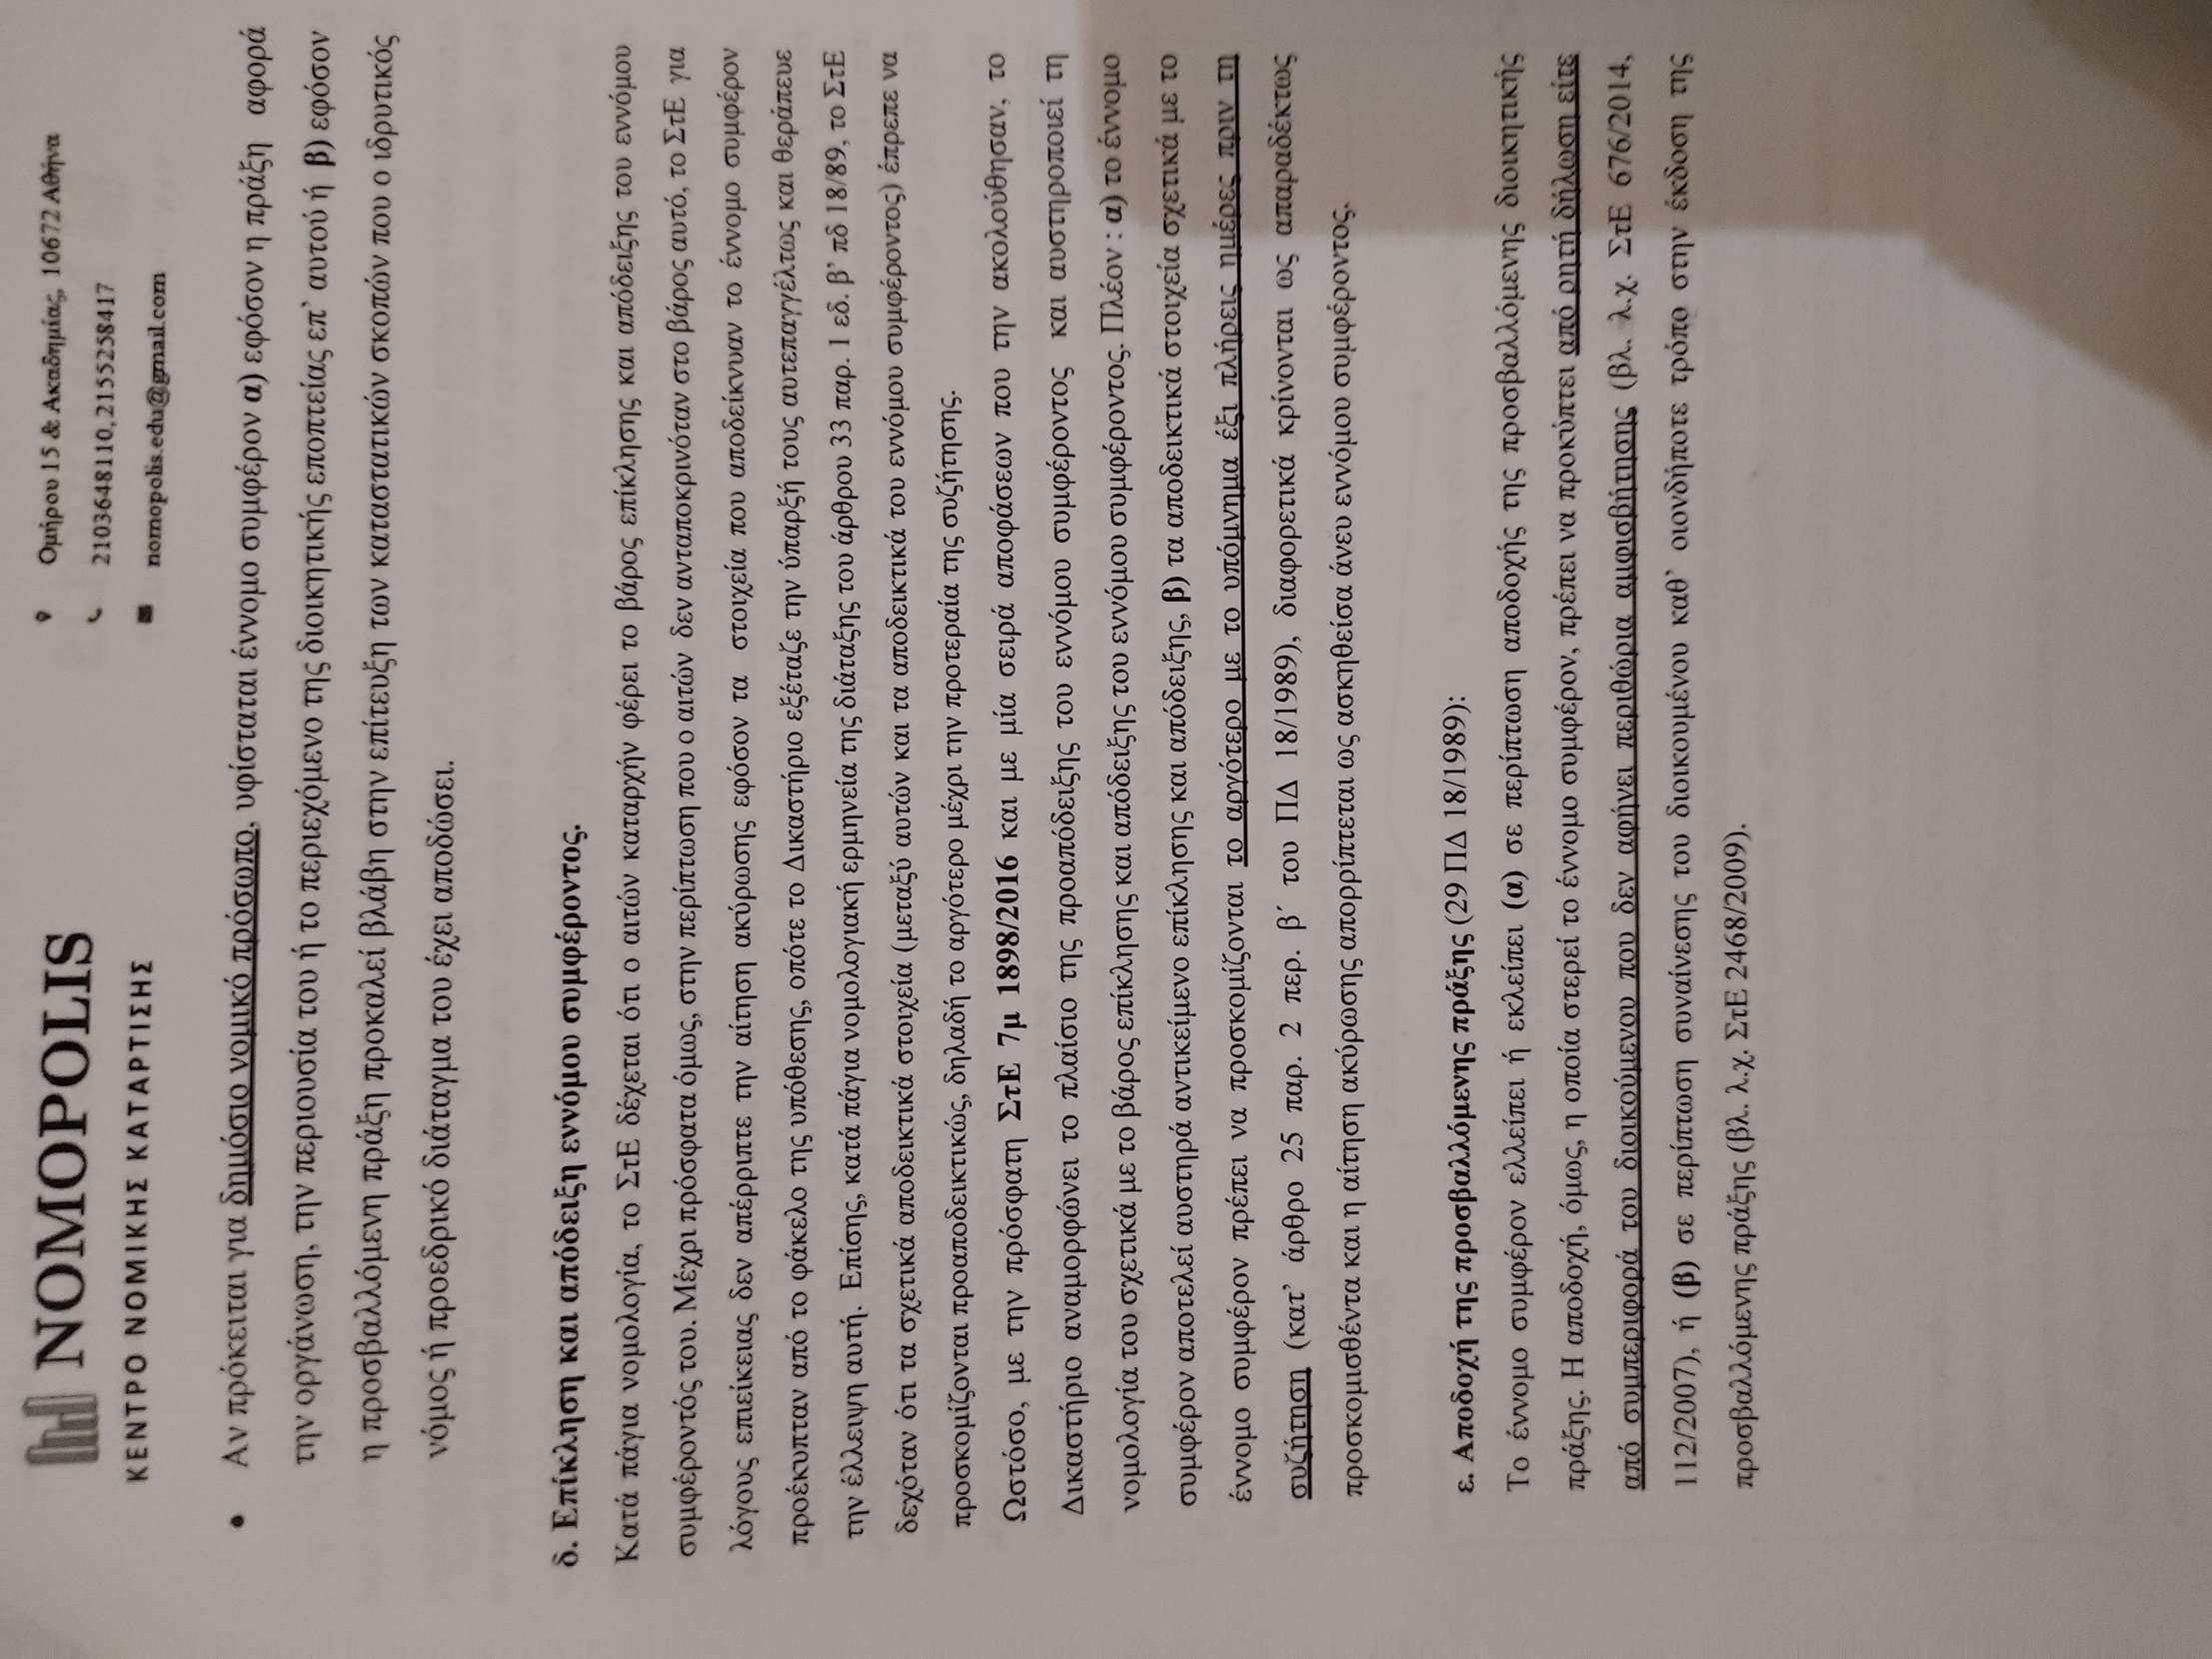 NOMOPOLIS
ΚΕΝΤΡΟ ΝΟΜΙΚΗΣ ΚΑΤΑΡΤΙΣΗΣ
Ομήρου 15 & Ακαδημίας, 10672 Αθήνα
2103648110,2155258417
nomopolis.edu@gmail.com
• Αν πρόκειται για δημόσιο νομικό πρόσωπο, υφίσταται έννομο συμφέρον α) εφόσον η πράξη αφορά
την οργάνωση, την περιουσία του ή το περιεχόμενο της διοικητικής εποπτείας επ' αυτού ή β) εφόσον
η προσβαλλόμενη πράξη προκαλεί βλάβη στην επίτευξη των καταστατικών σκοπών που ο ιδρυτικός
νόμος ή προεδρικό διάταγμα του έχει αποδώσει.
δ. Επίκληση και απόδειξη εννόμου συμφέροντος.
Κατά πάγια νομολογία, το ΣτΕ δέχεται ότι ο αιτών καταρχήν φέρει το βάρος επίκλησης και απόδειξης του εννόμου
συμφέροντός του. Μέχρι πρόσφατα όμως, στην περίπτωση που ο αιτών δεν ανταποκρινόταν στο βάρος αυτό, το ΣτΕ για
λόγους επιείκειας δεν απέρριπτε την αίτηση ακύρωσης εφόσον τα στοιχεία που αποδείκνυαν το έννομο συμφέρον
προέκυπταν από το φάκελο της υπόθεσης, οπότε το Δικαστήριο εξέταζε την ύπαρξή τους αυτεπαγγέλτως και θεράπευε
την έλλειψη αυτή. Επίσης, κατά πάγια νομολογιακή ερμηνεία της διάταξης του άρθρου 33 παρ. 1 εδ. β' πδ 18/89, το ΣτΕ
δεχόταν ότι τα σχετικά αποδεικτικά στοιχεία (μεταξύ αυτών και τα αποδεικτικά του εννόμου συμφέροντος) έπρεπε να
προσκομίζονται προαποδεικτικώς, δηλαδή το αργότερο μέχρι την προτεραία της συζήτησης.
Ωστόσο, με την πρόσφατη ΣτΕ 7μ 1898/2016 και με μία σειρά αποφάσεων που την ακολούθησαν, το
Δικαστήριο αναμορφώνει το πλαίσιο της προαπόδειξης του εννόμου συμφέροντος και αυστηροποιεί τη
νομολογία του σχετικά με το βάρος επίκλησης και απόδειξης του εννόμου συμφέροντος. Πλέον : α) το έννομο
συμφέρον αποτελεί αυστηρά αντικείμενο επίκλησης και απόδειξης, β) τα αποδεικτικά στοιχεία σχετικά με το
έννομο συμφέρον πρέπει να προσκομίζονται το αργότερο με το υπόμνημα έξι πλήρεις ημέρες πριν τη
συζήτηση (κατ' άρθρο 25 παρ. 2 περ. β΄ του ΠΔ 18/1989), διαφορετικά κρίνονται ως απαραδέκτως
προσκομισθέντα και η αίτηση ακύρωσης απορρίπτεται ως ασκηθείσα άνευ εννόμου συμφέροντος.
ε. Αποδοχή της προσβαλλόμενης πράξης (29 ΠΔ 18/1989):
Το έννομο συμφέρον ελλείπει ή εκλείπει (α) σε περίπτωση αποδοχής της προσβαλλόμενης διοικητικής
πράξης. Η αποδοχή, όμως, η οποία στερεί το έννομο συμφέρον, πρέπει να προκύπτει από ρητή δήλωση είτε
από συμπεριφορά του διοικούμενου που δεν αφήνει περιθώρια αμφισβήτησης (βλ. λ.χ. ΣτΕ 676/2014,
112/2007), ή (β) σε περίπτωση συναίνεσης του διοικουμένου καθ' οιονδήποτε τρόπο στην έκδοση της
προσβαλλόμενης πράξης (βλ. λ.χ. ΣτΕ 2468/2009).